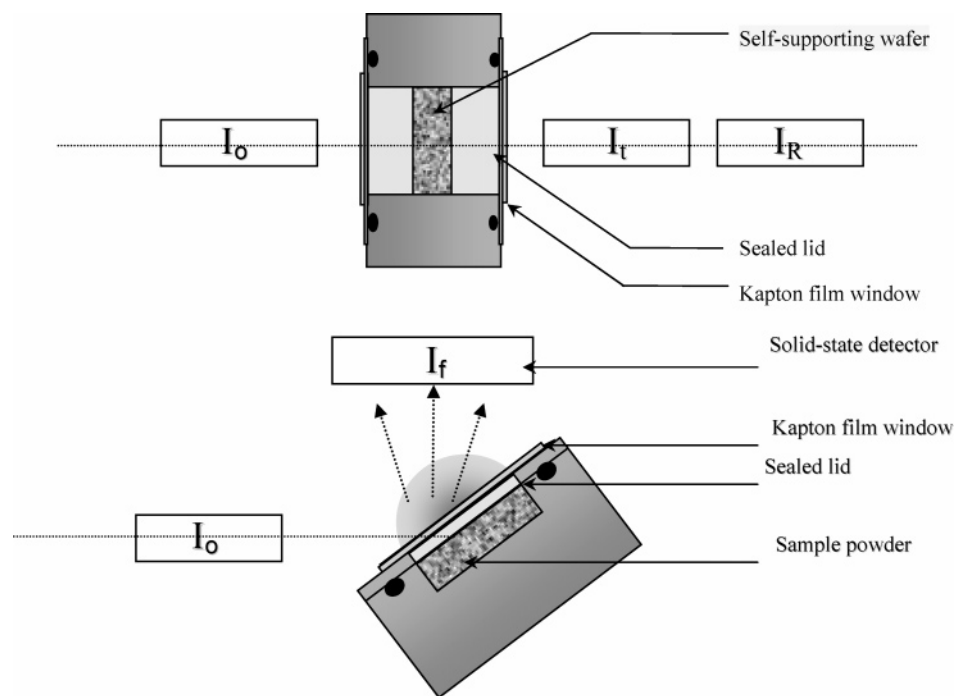 Self-supporting wafer
Io
It
IR
Sealed lid
Kapton film window
Solid-state detector
If
Kapton film window
Sealed lid
Io
Sample powder